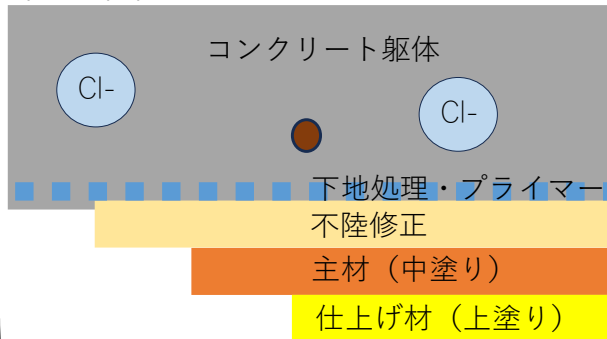 コンクリート躯体
Cl-
Cl-
下地処理・プライマー
不陸修正
主材（中塗り）
仕上げ材（上塗り）